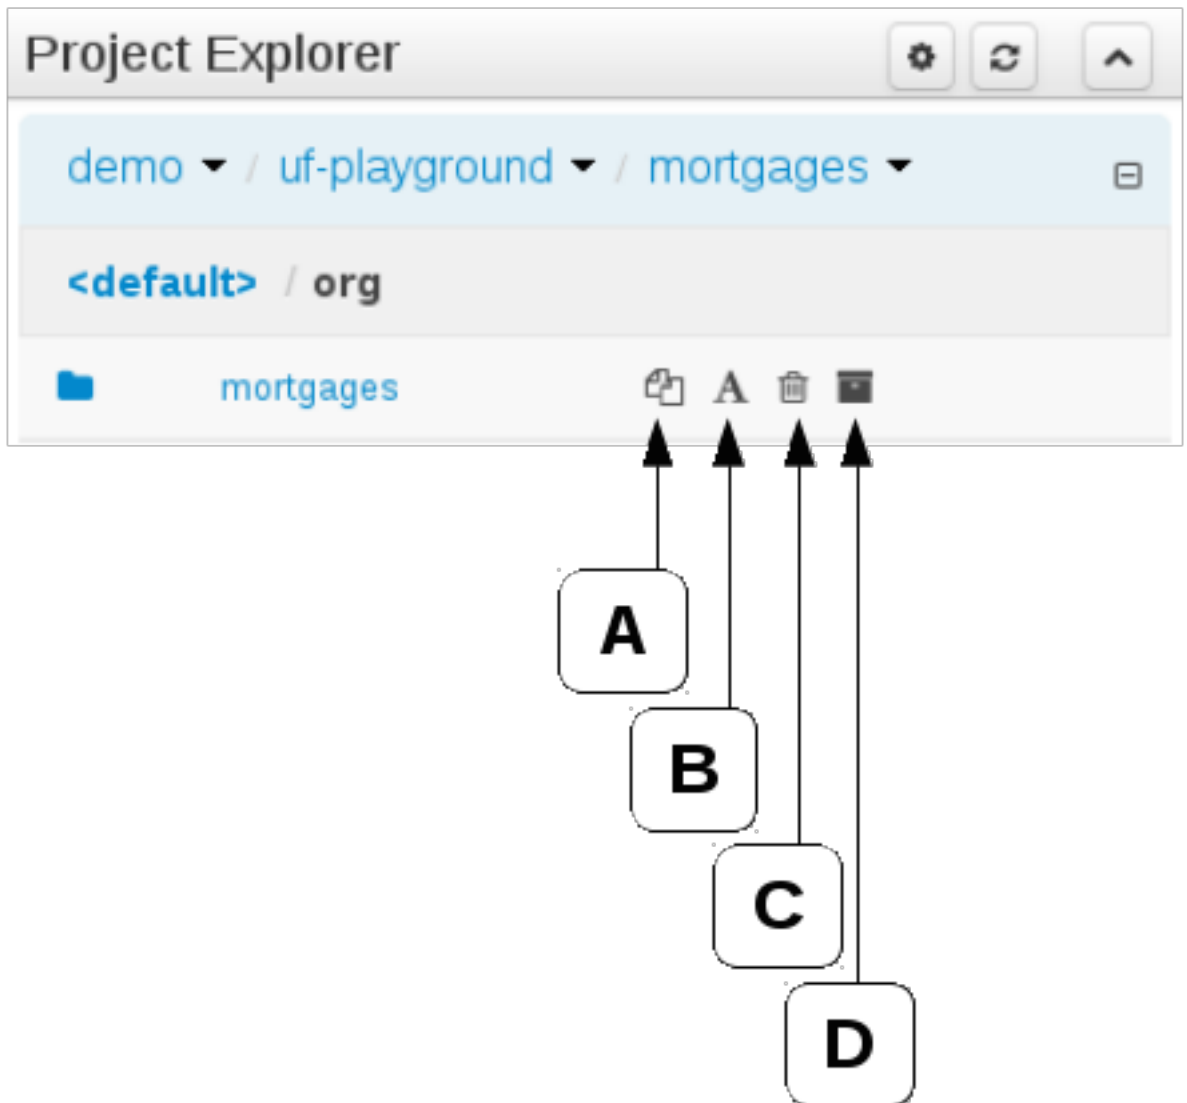 Project Explorer
demo / uf-playground / mortgages
<default> / org
mortgages A
A
B
C
D